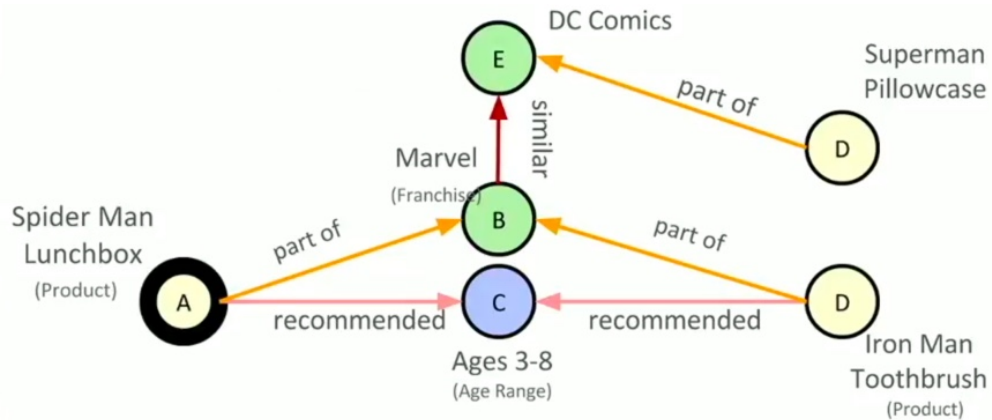 DC Comics
E
Superman
Pillowcase
part of
similar
D
Marvel
(Franchise)
B
Spider Man
Lunchbox
(Product)
part of
part of
A
C
D
recommended
recommended
Ages 3-8
(Age Range)
Iron Man
Toothbrush
(Product)